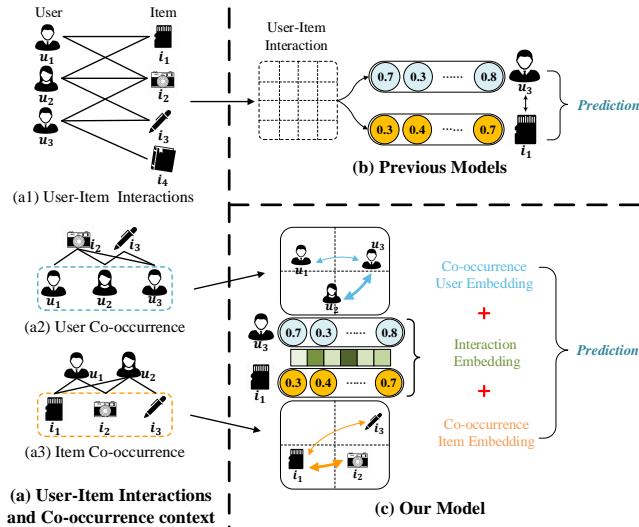 User
Item
u₁
i₁
u₂
i₂
u₃
i₃
i₄
(a1) User-Item Interactions
i₂
i₃
u₁
u₂
u₃
(a2) User Co-occurrence
u₁
u₂
i₁
i₂
i₃
(a3) Item Co-occurrence
(a) User-Item Interactions
and Co-occurrence context
User-Item
Interaction
0.7 0.3 ...... 0.8
u₃
0.3 0.4 ...... 0.7
i₁
Prediction
(b) Previous Models
u₁
u₃
u₂
u₃
0.7 0.3 ...... 0.8
i₁
0.3 0.4 ...... 0.7
i₃
i₁
i₂
Co-occurrence
User Embedding
+
Interaction
Embedding
+
Co-occurrence
Item Embedding
Prediction
(c) Our Model